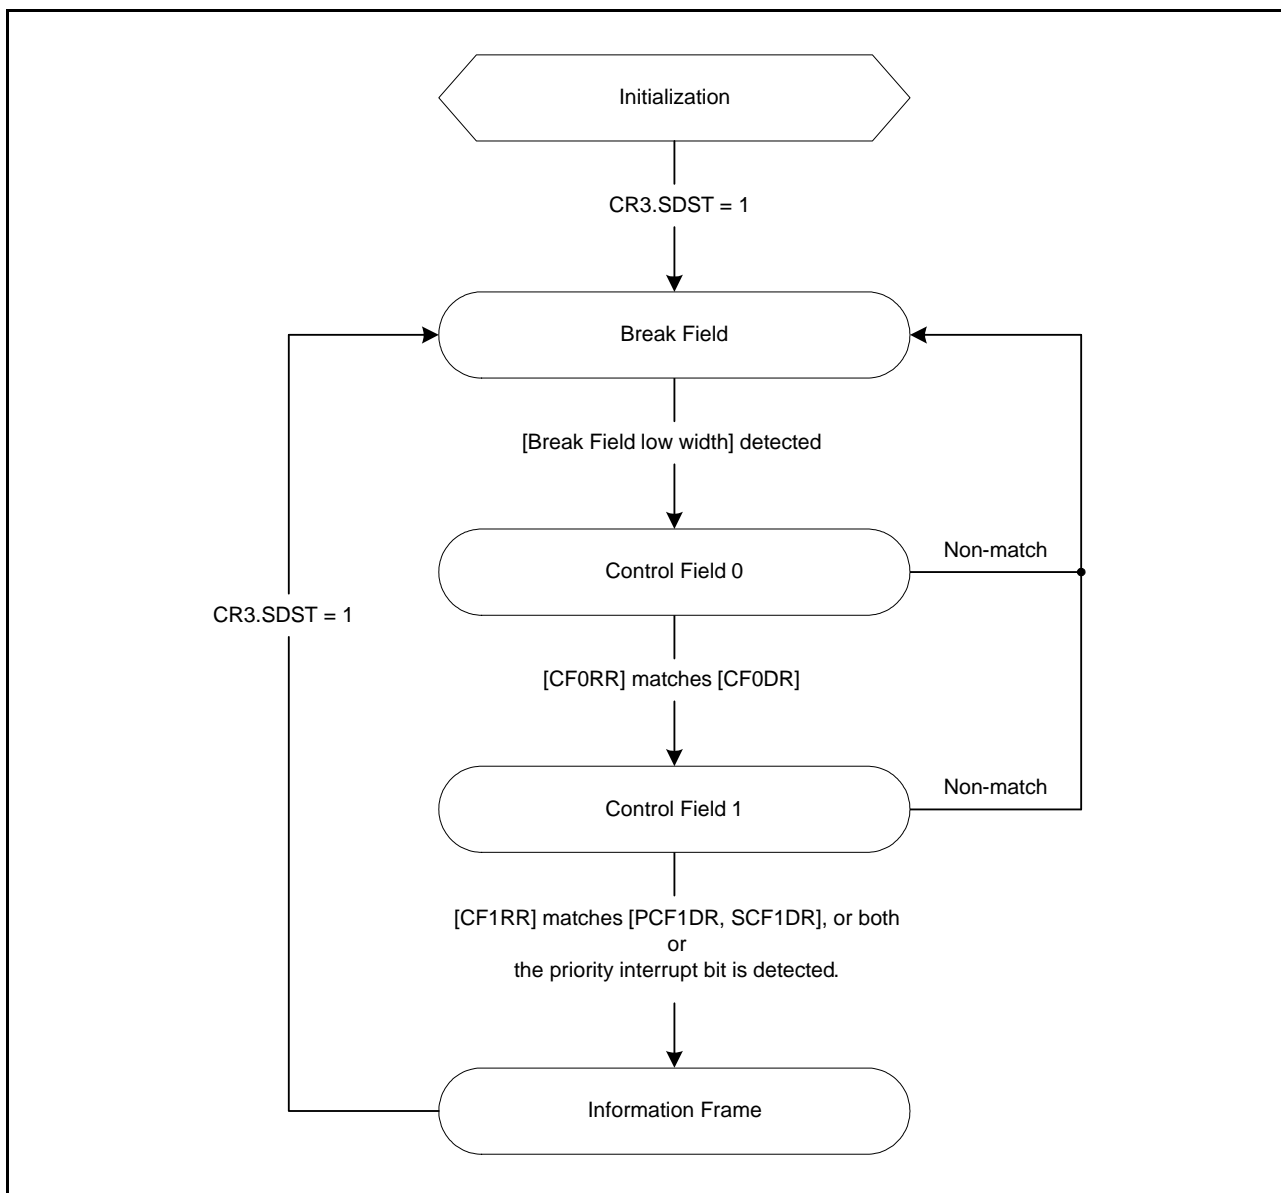 Initialization
CR3.SDST = 1
Break Field
[Break Field low width] detected
Control Field 0
Non-match
CR3.SDST = 1
[CF0RR] matches [CF0DR]
Control Field 1
Non-match
[CF1RR] matches [PCF1DR, SCF1DR], or both
or
the priority interrupt bit is detected.
Information Frame